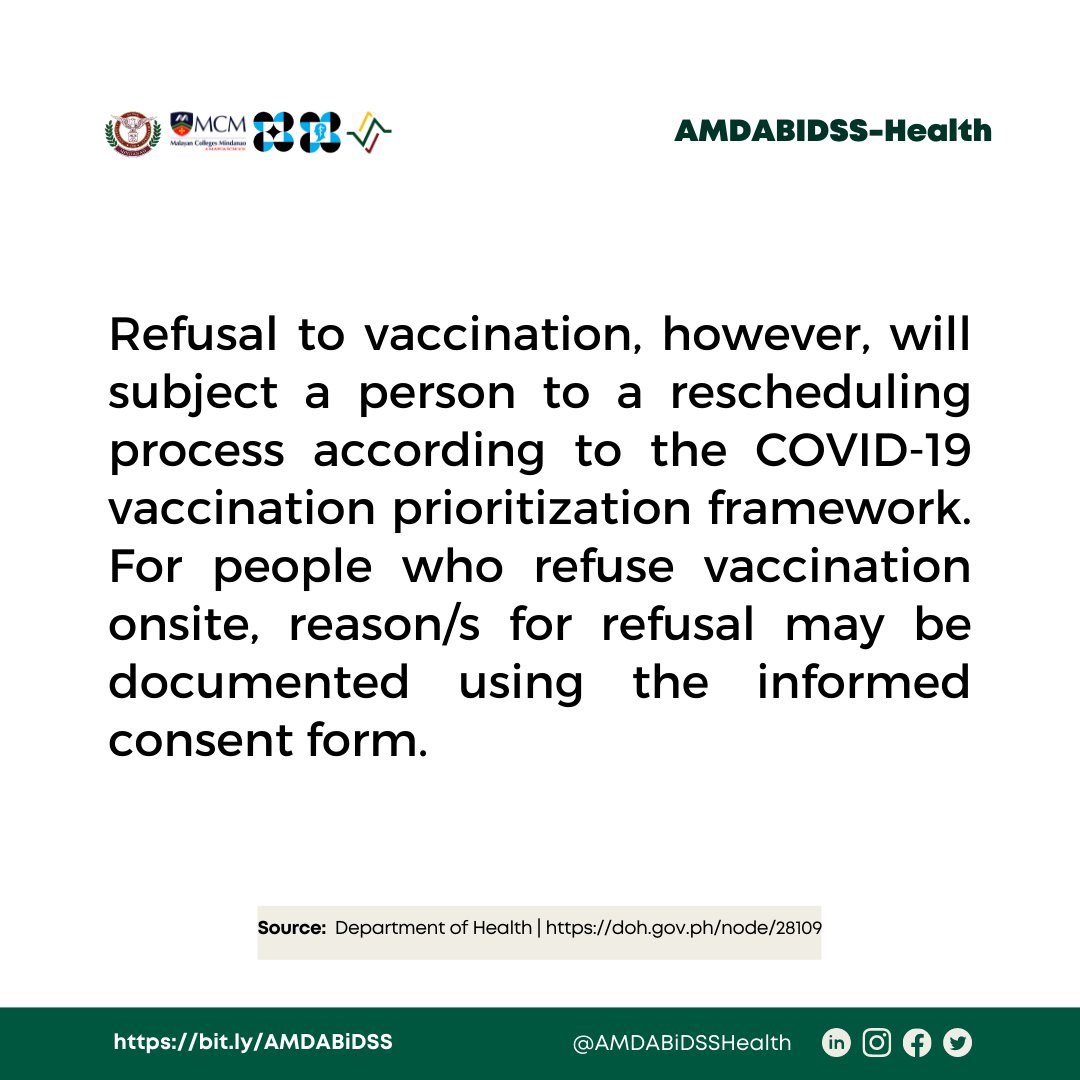 MCM
Malayan Colleges Mindanao
AMDABIDSS-Health
Refusal to vaccination, however, will
subject a person to a rescheduling
process according to the COVID-19
vaccination prioritization framework.
For people who refuse vaccination
onsite, reason/s for refusal may be
documented using the informed
consent form.
Source: Department of Health | https://doh.gov.ph/node/28109
https://bit.ly/AMDABiDSS
@AMDABiDSSHealth